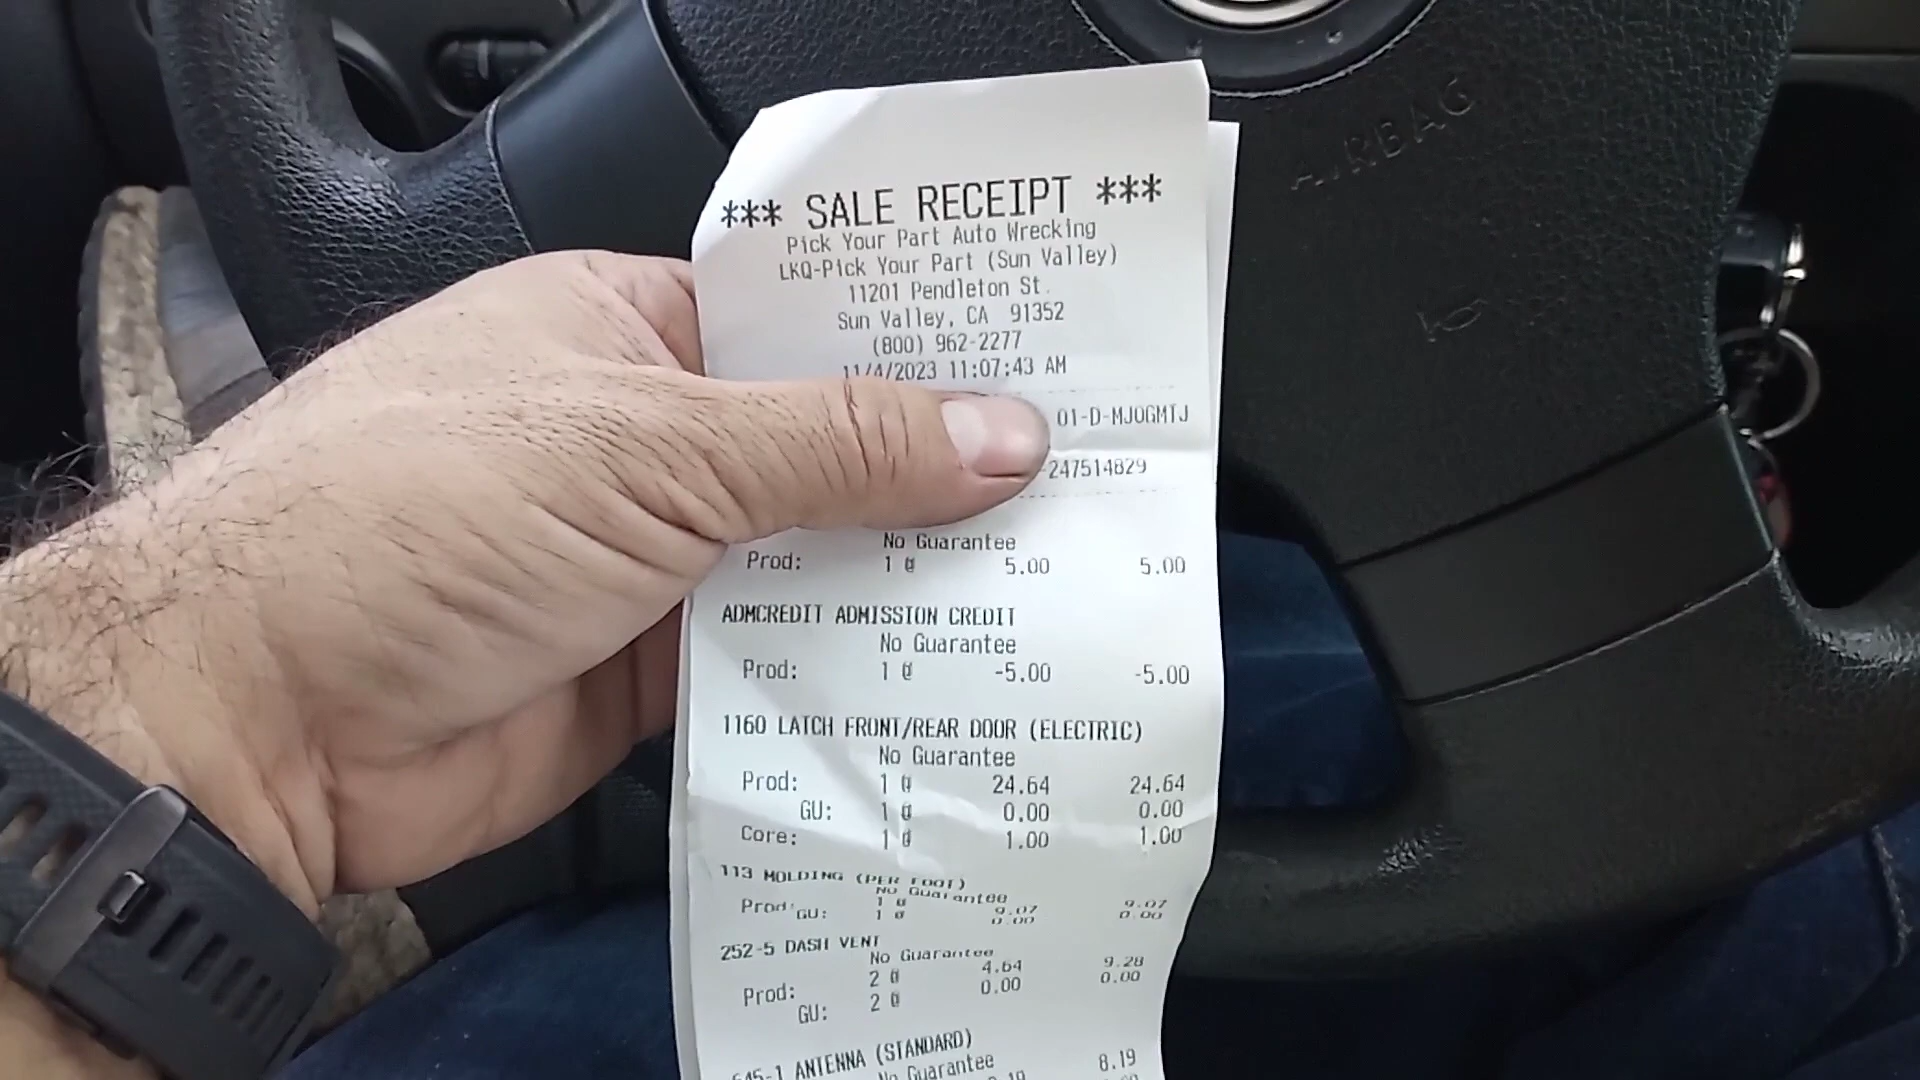 AIRBAG
*** SALE RECEIPT ***
Pick Your Part Auto Wrecking
LKQ-Pick Your Part (Sun Valley)
11201 Pendleton St.
Sun Valley, CA 91352
(800) 962-2277
11/4/2023 11:07:43 AM
01-D-MJOGMTJ
-247514829
No Guarantee
Prod: 1 @ 5.00 5.00
ADMCREDIT ADMISSION CREDIT
No Guarantee
Prod: 1 @ -5.00 -5.00
1160 LATCH FRONT/REAR DOOR (ELECTRIC)
No Guarantee
Prod: 1 @ 24.64 24.64
GU: 1 @ 0.00 0.00
Core: 1 @ 1.00 1.00
113 MOLDING (PER FOOT)
No Guarantee
Prod: 1 @ 9.07 9.07
GU: 1 @ 0.00 0.00
252-5 DASH VENT
No Guarantee
Prod: 2 @ 4.64 9.28
GU: 2 @ 0.00 0.00
ANTENNA (STANDARD)
No Guarantee
8.19